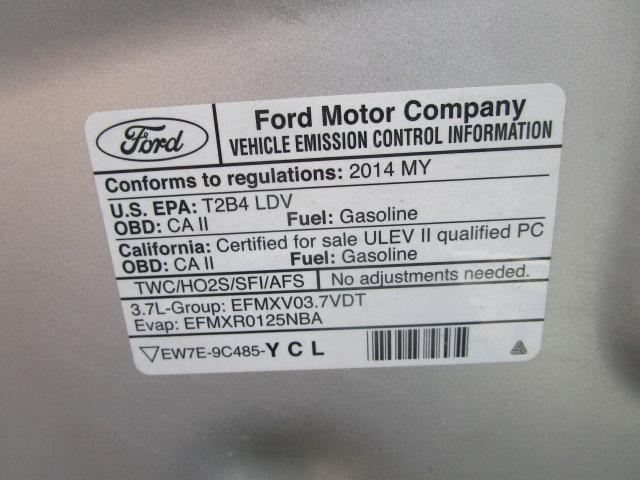 Ford
Ford Motor Company
VEHICLE EMISSION CONTROL INFORMATION
Conforms to regulations: 2014 MY
U.S. EPA: T2B4 LDV
OBD: CA II Fuel: Gasoline
California: Certified for sale ULEV II qualified PC
OBD: CA II Fuel: Gasoline
TWC/HO2S/SFI/AFS No adjustments needed.
3.7L-Group: EFMXV03.7VDT
Evap: EFMXR0125NBA
EW7E-9C485-Y C L